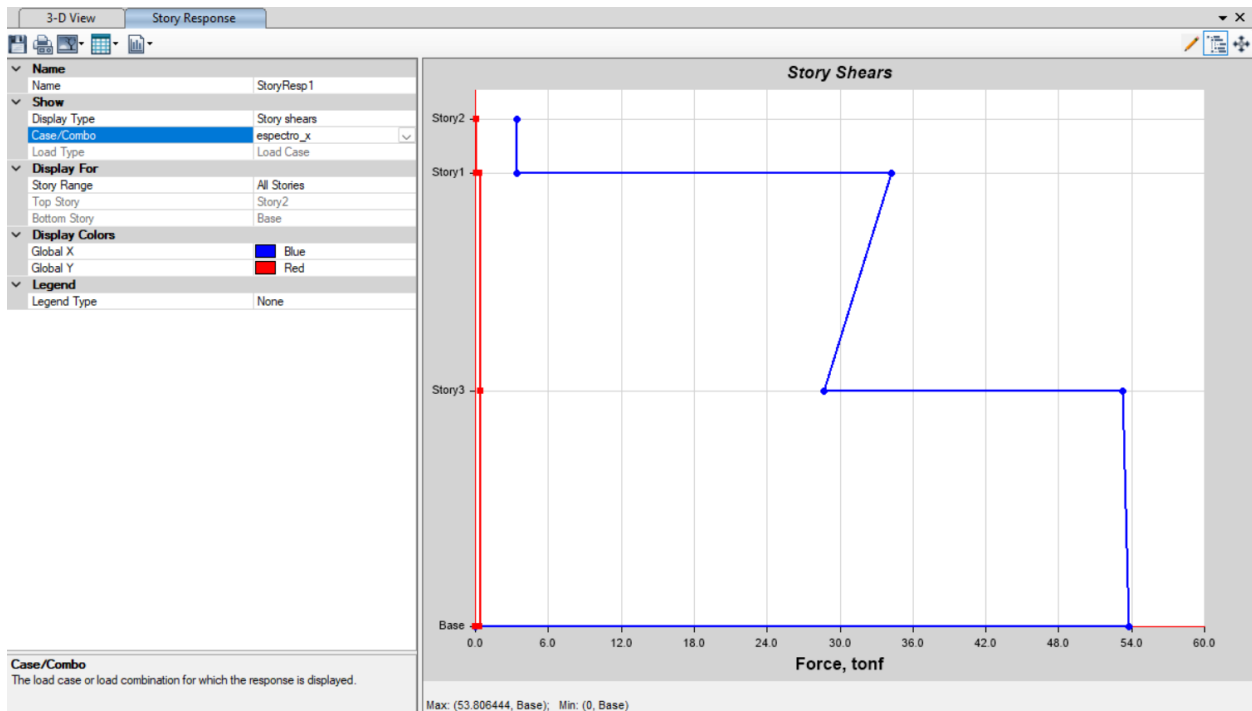 3-D View Story Response
Name
Name StoryResp1
Show
Display Type Story shears
Case/Combo espectro_x
Load Type Load Case
Display For
Story Range All Stories
Top Story Story2
Bottom Story Base
Display Colors
Global X Blue
Global Y Red
Legend
Legend Type None
Case/Combo
The load case or load combination for which the response is displayed.
Story Shears
Story2
Story1
Story3
Base
0.0 6.0 12.0 18.0 24.0 30.0 36.0 42.0 48.0 54.0 60.0
Force, tonf
Max: (53.806444, Base); Min: (0, Base)